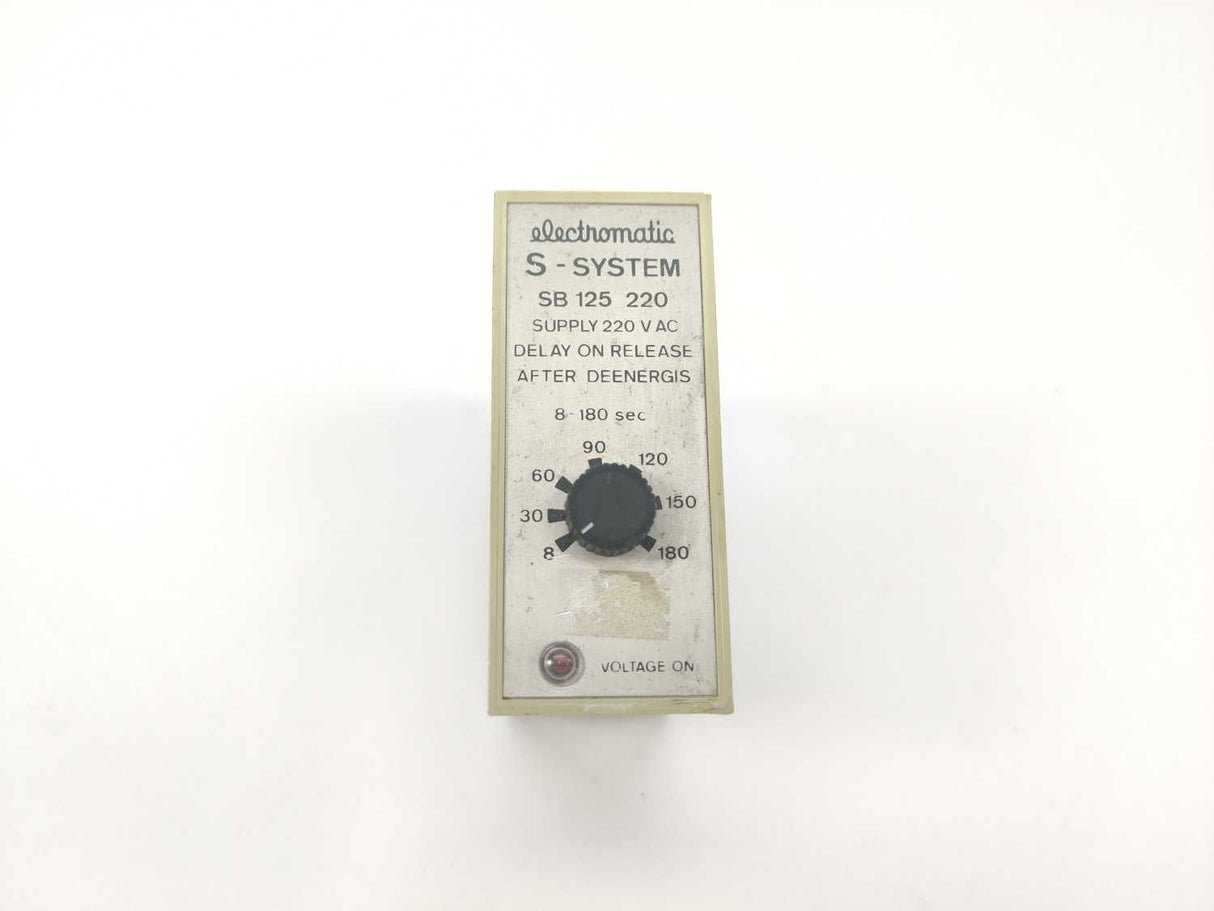 electromatic
S - SYSTEM
SB 125 220
SUPPLY 220 V AC
DELAY ON RELEASE
AFTER DEENERGIS
8 - 180 sec
90
60 120
30 150
8 180
VOLTAGE ON